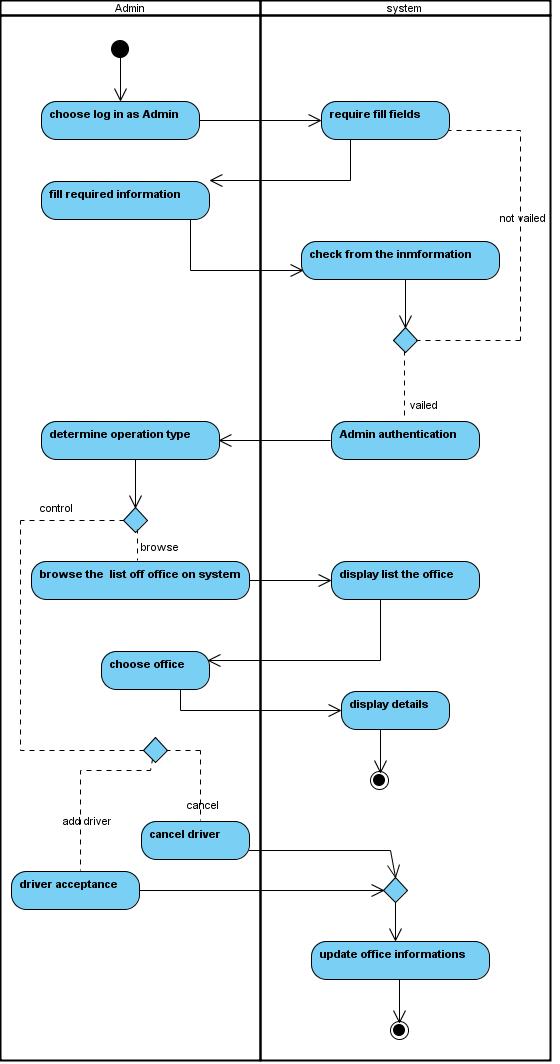 Admin
system
choose log in as Admin
require fill fields
fill required information
not vailed
check from the inmformation
vailed
determine operation type
Admin authentication
control
browse
browse the  list off office on system
display list the office
choose office
display details
cancel
add driver
cancel driver
driver acceptance
update office informations